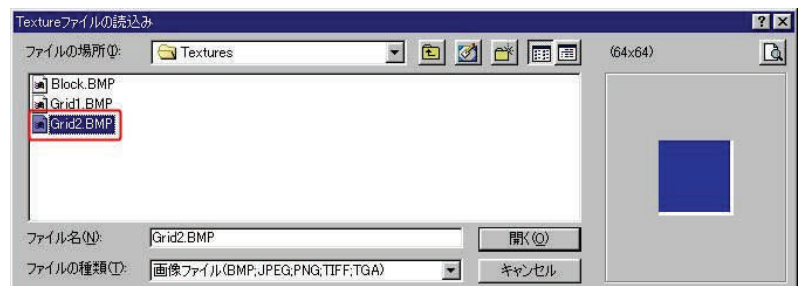 Textureファイルの読込み
ファイルの場所(I): Textures (64x64)
Block.BMP
Grid1.BMP
Grid2.BMP
ファイル名(N): Grid2.BMP 開く(O)
ファイルの種類(T): 画像ファイル(BMP;JPEG;PNG;TIFF;TGA) キャンセル